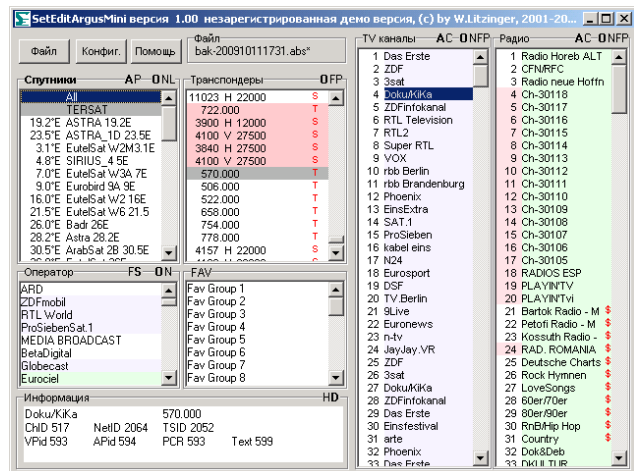 SetEditArgusMini версия 1.00 незарегистрированная демо версия, (c) by W.Litzinger, 2001-20...
Файл
Конфиг.
Помощь
Файл
bak-200910111731.abs*
Спутники AP ONL
All
TERSAT
19.2°E ASTRA 19.2E
23.5°E ASTRA_1D 23.5E
3.1°E EutelSat W2M3.1E
4.8°E SIRIUS_4 5E
7.0°E EutelSat W3A 7E
9.0°E Eurobird 9A 9E
16.0°E EutelSat W2 16E
21.5°E EutelSat W6 21.5
26.0°E Badr 26E
28.2°E Astra 28.2E
30.5°E ArabSat 2B 30.5E
Транспондеры OFP
11023 H 22000 S
722.000 T
3900 H 12000 S
4100 V 27500 S
3840 H 27500 S
4100 V 27500 S
570.000 T
506.000 T
522.000 T
658.000 T
754.000 T
778.000 T
4157 H 22000 S
Оператор FS ON
ARD
ZDFmobil
RTL World
ProSiebenSat.1
MEDIA BROADCAST
BetaDigital
Globecast
Eurociel
FAV
Fav Group 1
Fav Group 2
Fav Group 3
Fav Group 4
Fav Group 5
Fav Group 6
Fav Group 7
Fav Group 8
Информация HD
Doku/KiKa 570.000
ChID 517 NetID 2064 TSID 2052
VPid 593 APid 594 PCR 593 Text 599
TV каналы AC ONFP
1 Das Erste
2 ZDF
3 3sat
4 Doku/KiKa
5 ZDFinfokanal
6 RTL Television
7 RTL2
8 Super RTL
9 VOX
10 rbb Berlin
11 rbb Brandenburg
12 Phoenix
13 EinsExtra
14 SAT.1
15 ProSieben
16 kabel eins
17 N24
18 Eurosport
19 DSF
20 TV.Berlin
21 9Live
22 Euronews
23 n-tv
24 JayJay.VR
25 ZDF
26 3sat
27 Doku/KiKa
28 ZDFinfokanal
29 Das Erste
30 Einsfestival
31 arte
32 Phoenix
33 Das Erste
Радио AC ONFP
1 Radio Horeb ALT
2 CFN/RFC
3 Radio neue Hoffn
4 Ch-30118
5 Ch-30117
6 Ch-30116
7 Ch-30115
8 Ch-30114
9 Ch-30113
10 Ch-30112
11 Ch-30111
12 Ch-30110
13 Ch-30109
14 Ch-30108
15 Ch-30107
16 Ch-30106
17 Ch-30105
18 RADIOS ESP
19 PLAYIN'TV
20 PLAYIN'TVi
21 Bartok Radio - M $
22 Petofi Radio - M $
23 Kossuth Radio - $
24 RAD. ROMANIA $
25 Deutsche Charts $
26 Rock Hymnen $
27 LoveSongs $
28 60er/70er $
29 80er/90er $
30 RnB/Hip Hop $
31 Country $
32 Dok&Deb
33 DKULTUR